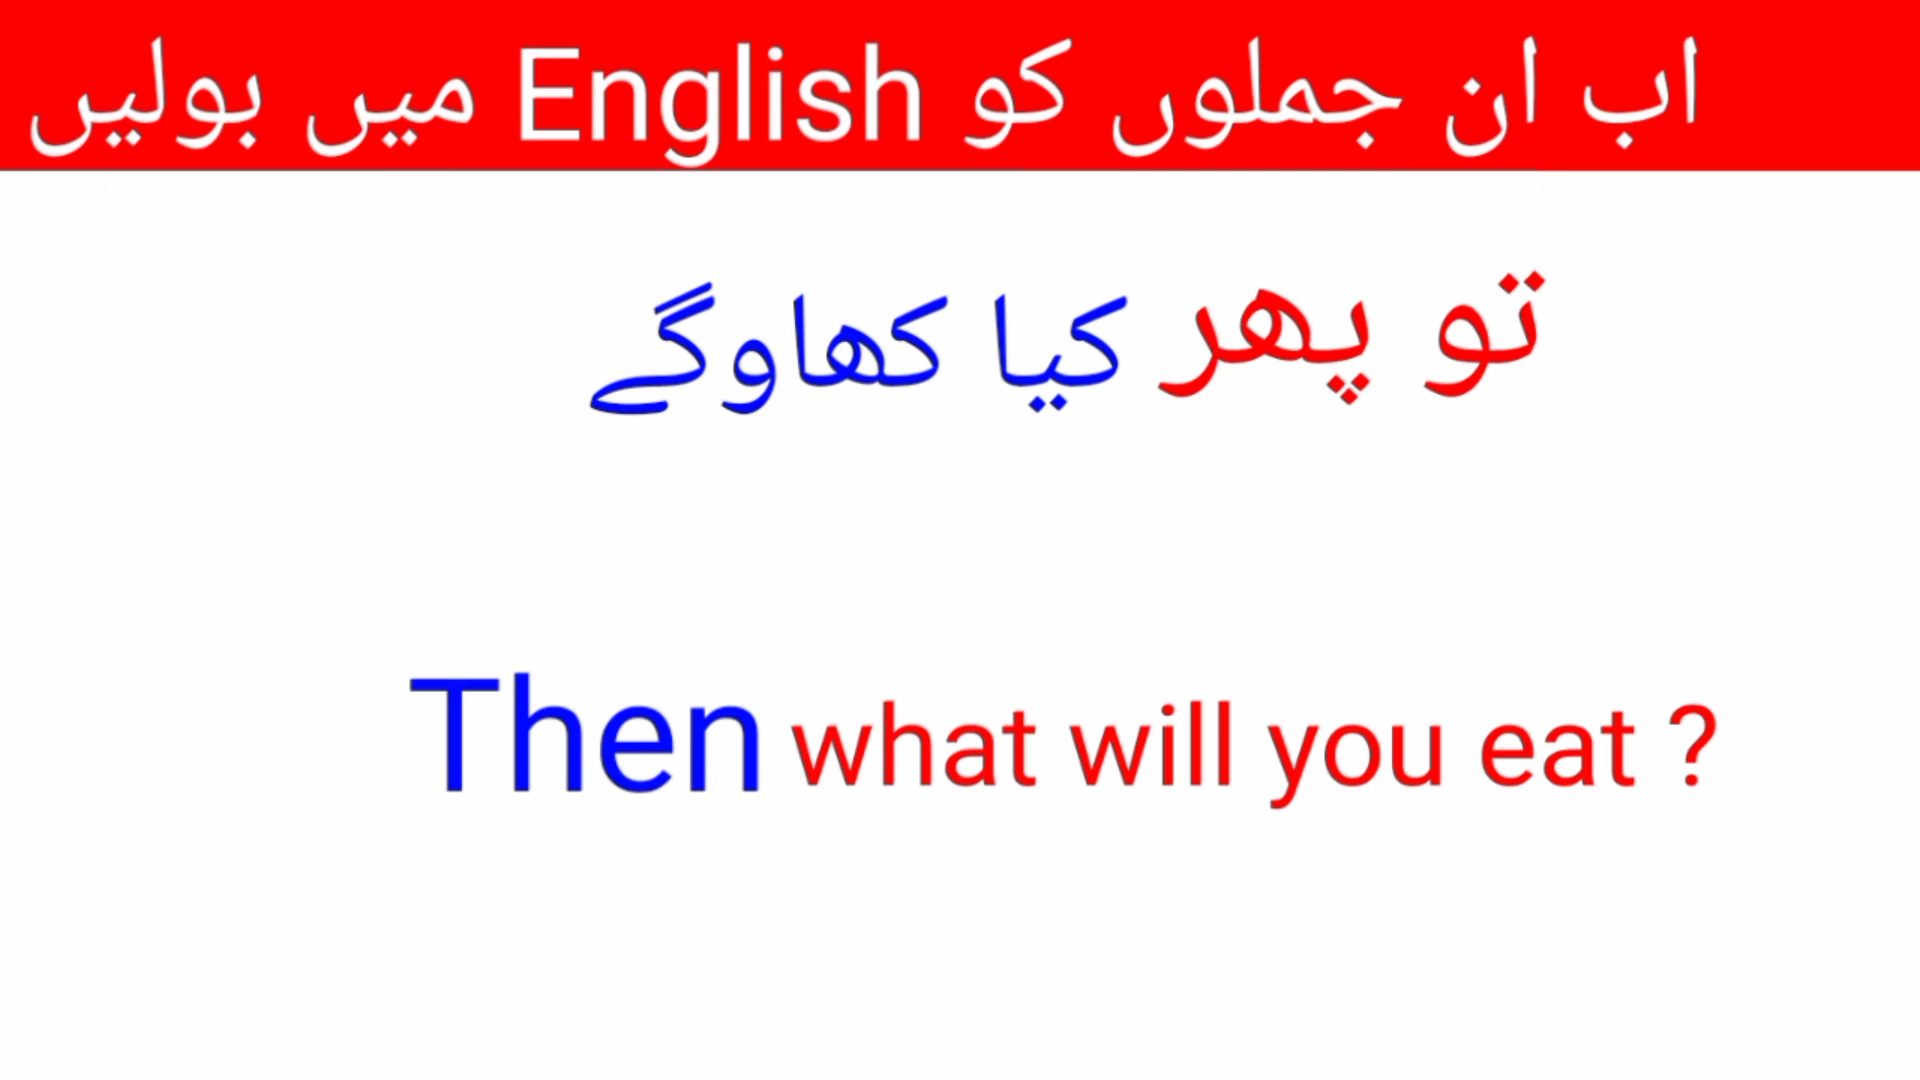 اب ان جملوں کو English میں بولیں
تو پھر کیا کھاوگے
Then what will you eat ?